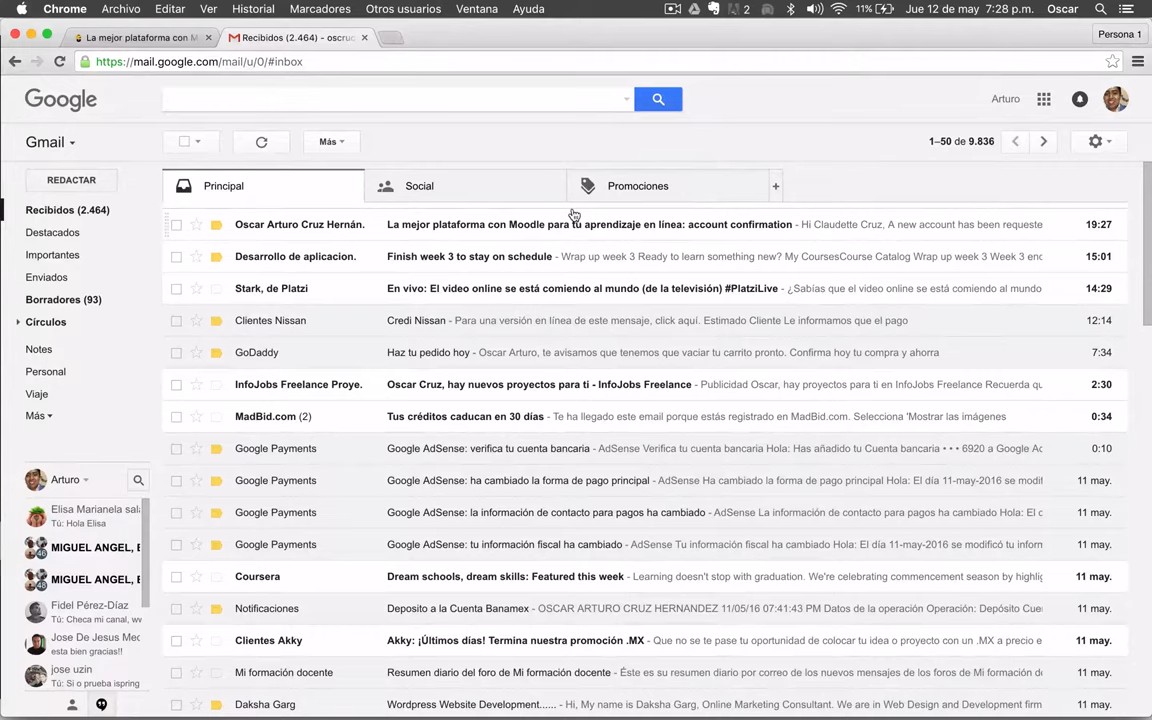 Chrome Archivo Editar Ver Historial Marcadores Otros usuarios Ventana Ayuda 2 11% Jue 12 de may 7:28 p.m. Oscar
La mejor plataforma con M Recibidos (2.464) - oscruc Persona 1
https://mail.google.com/mail/u/0/#inbox
Google Arturo
Gmail Más 1–50 de 9.836
REDACTAR Principal Social Promociones +
Recibidos (2.464)
Destacados
Importantes
Enviados
Borradores (93)
Círculos
Notes
Personal
Viaje
Más
Arturo
Elisa Marianela sal
Tú: Hola Elisa
MIGUEL ANGEL, E
46
MIGUEL ANGEL, E
46
Fidel Pérez-Díaz
Tú: Checa mi canal, wv
Jose De Jesus Med
esta bien gracias!!
jose uzin
Tú: Si o prueba ispring
Oscar Arturo Cruz Hernán. La mejor plataforma con Moodle para tu aprendizaje en línea: account confirmation - Hi Claudette Cruz, A new account has been requeste 19:27
Desarrollo de aplicacion. Finish week 3 to stay on schedule - Wrap up week 3 Ready to learn something new? My CoursesCourse Catalog Wrap up week 3 Week 3 end 15:01
Stark, de Platzi En vivo: El video online se está comiendo al mundo (de la televisión) #PlatziLive - ¿Sabías que el video online se está comiendo al mundo 14:29
Clientes Nissan Credi Nissan - Para una versión en línea de este mensaje, click aquí. Estimado Cliente Le informamos que el pago 12:14
GoDaddy Haz tu pedido hoy - Oscar Arturo, te avisamos que tenemos que vaciar tu carrito pronto. Confirma hoy tu compra y ahorra 7:34
InfoJobs Freelance Proye. Oscar Cruz, hay nuevos proyectos para ti - InfoJobs Freelance - Publicidad Oscar, hay proyectos para ti en InfoJobs Freelance Recuerda qu 2:30
MadBid.com (2) Tus créditos caducan en 30 días - Te ha llegado este email porque estás registrado en MadBid.com. Selecciona 'Mostrar las imágenes 0:34
Google Payments Google AdSense: verifica tu cuenta bancaria - AdSense Verifica tu cuenta bancaria Hola: Has añadido tu Cuenta bancaria • • • 6920 a Google Ad 0:10
Google Payments Google AdSense: ha cambiado la forma de pago principal - AdSense Ha cambiado la forma de pago principal Hola: El día 11-may-2016 se modif 11 may.
Google Payments Google AdSense: la información de contacto para pagos ha cambiado - AdSense La información de contacto para pagos ha cambiado Hola: El d 11 may.
Google Payments Google AdSense: tu información fiscal ha cambiado - AdSense Tu información fiscal ha cambiado Hola: El día 11-may-2016 se modificó tu inform 11 may.
Coursera Dream schools, dream skills: Featured this week - Learning doesn't stop with graduation. We're celebrating commencement season by highlig 11 may.
Notificaciones Deposito a la Cuenta Banamex - OSCAR ARTURO CRUZ HERNANDEZ 11/05/16 07:41:43 PM Datos de la operación Operación: Depósito Cuer 11 may.
Clientes Akky Akky: ¡Últimos días! Termina nuestra promoción .MX - Que no se te pase tu oportunidad de colocar tu idea o proyecto con un .MX a precio e 11 may.
Mi formación docente Resumen diario del foro de Mi formación docente - Éste es su resumen diario de los nuevos mensajes de los foros de Mi formación docente 11 may.
Daksha Garg Wordpress Website Development...... - Hi, My name is Daksha Garg, Online Marketing Consultant. We are in Web Design and Development firm 11 may.